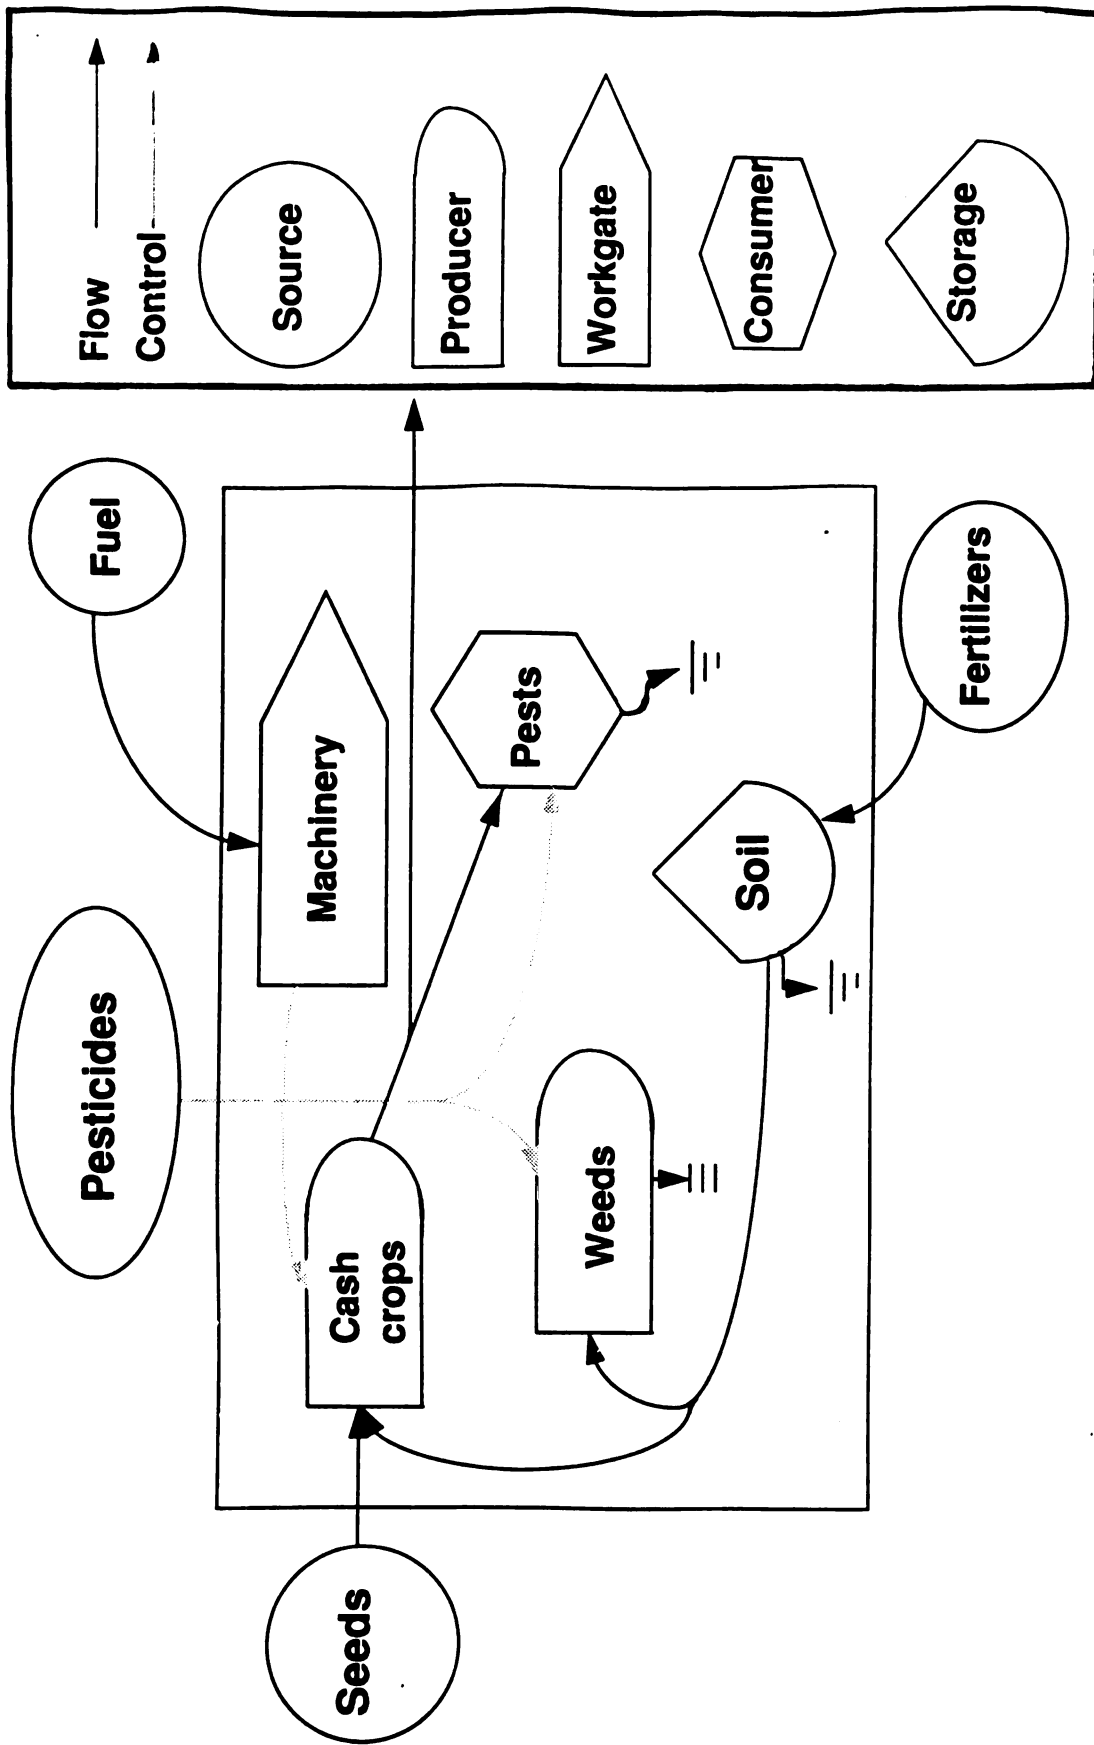 Pesticides
Fuel
Machinery
Seeds
Cash
crops
Pests
Weeds
Soil
Fertilizers
Flow
Control
Source
Producer
Workgate
Consumer
Storage